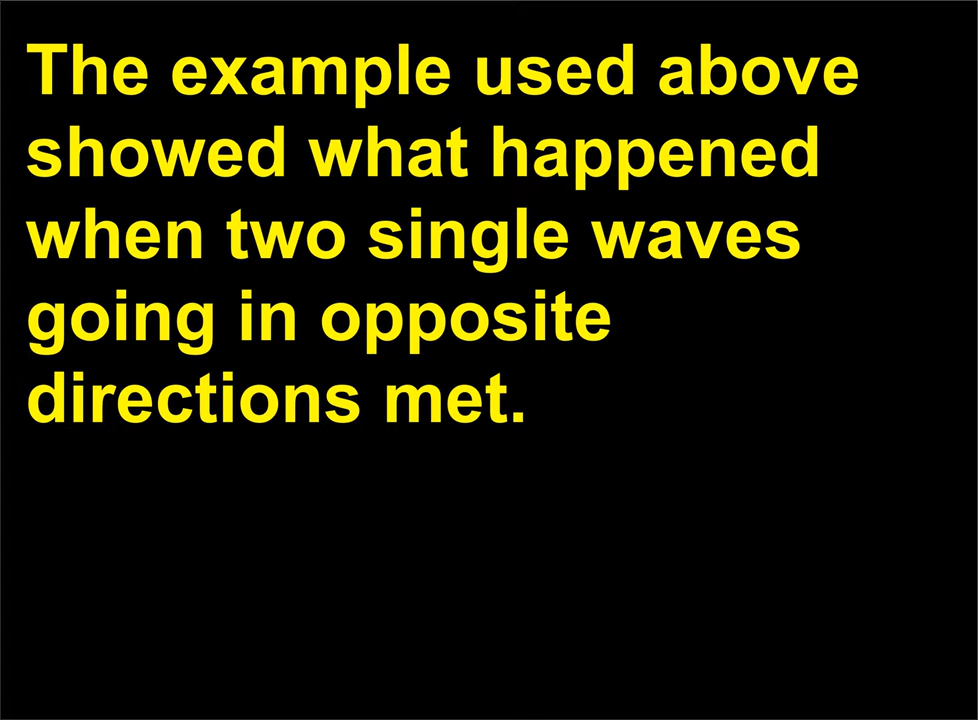 The example used above
showed what happened
when two single waves
going in opposite
directions met.